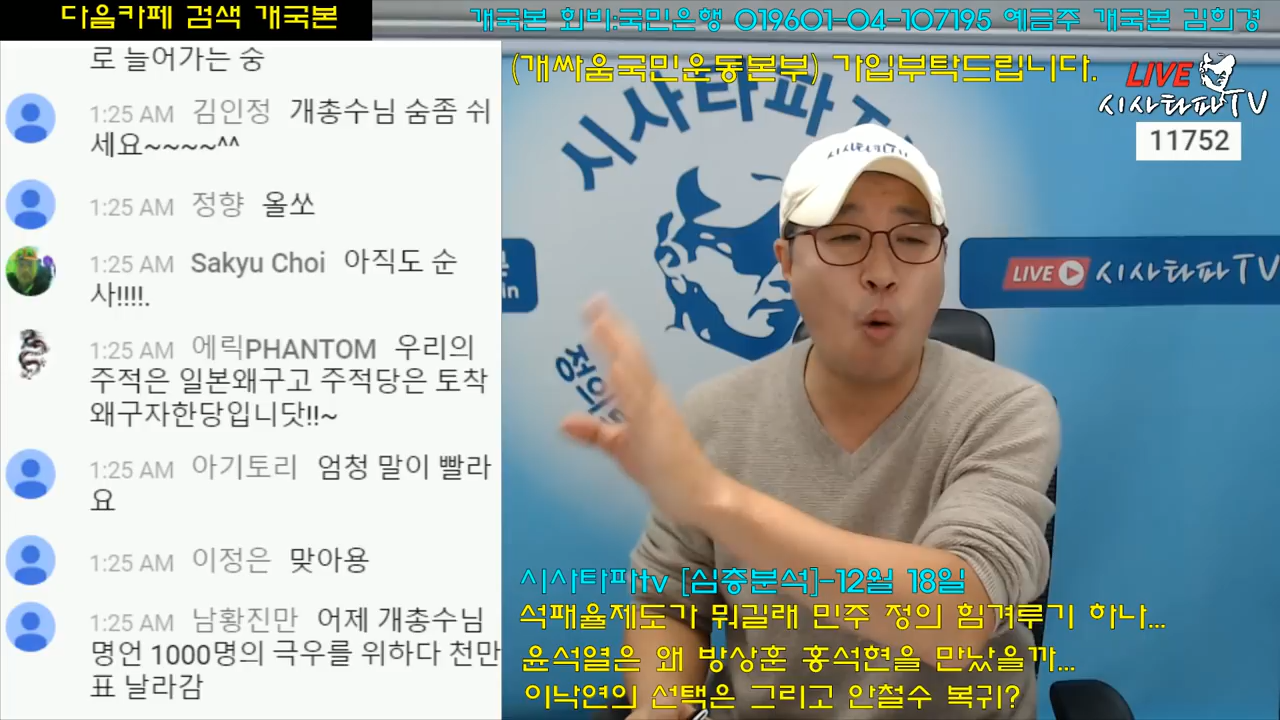 다음카페 검색 개국본
개국본 회비:국민은행 019601-04-107195 예금주 개국본 김희경
(개싸움국민운동본부) 가입부탁드립니다.
LIVE
시사타파TV
11752
로 늘어가는 숭
1:25 AM 김인정 개총수님 숨좀 쉬
세요~~~~^^
1:25 AM 정향 올쏘
1:25 AM Sakyu Choi 아직도 순
사!!!!.
1:25 AM 에릭PHANTOM 우리의
주적은 일본왜구고 주적당은 토착
왜구자한당입니닷!!~
1:25 AM 아기토리 엄청 말이 빨라
요
1:25 AM 이정은 맞아용
1:25 AM 남황진만 어제 개총수님
명언 1000명의 극우를 위하다 천만
표 날라감
시사타파 T
시사타파TV
in
LIVE 시사타파TV
정의
시사타파tv [심층분석]-12월 18일
석패율제도가 뭐길래 민주 정의 힘겨루기 하나...
윤석열은 왜 방상훈 홍석현을 만났을까...
이낙연의 선택은 그리고 안철수 복귀?